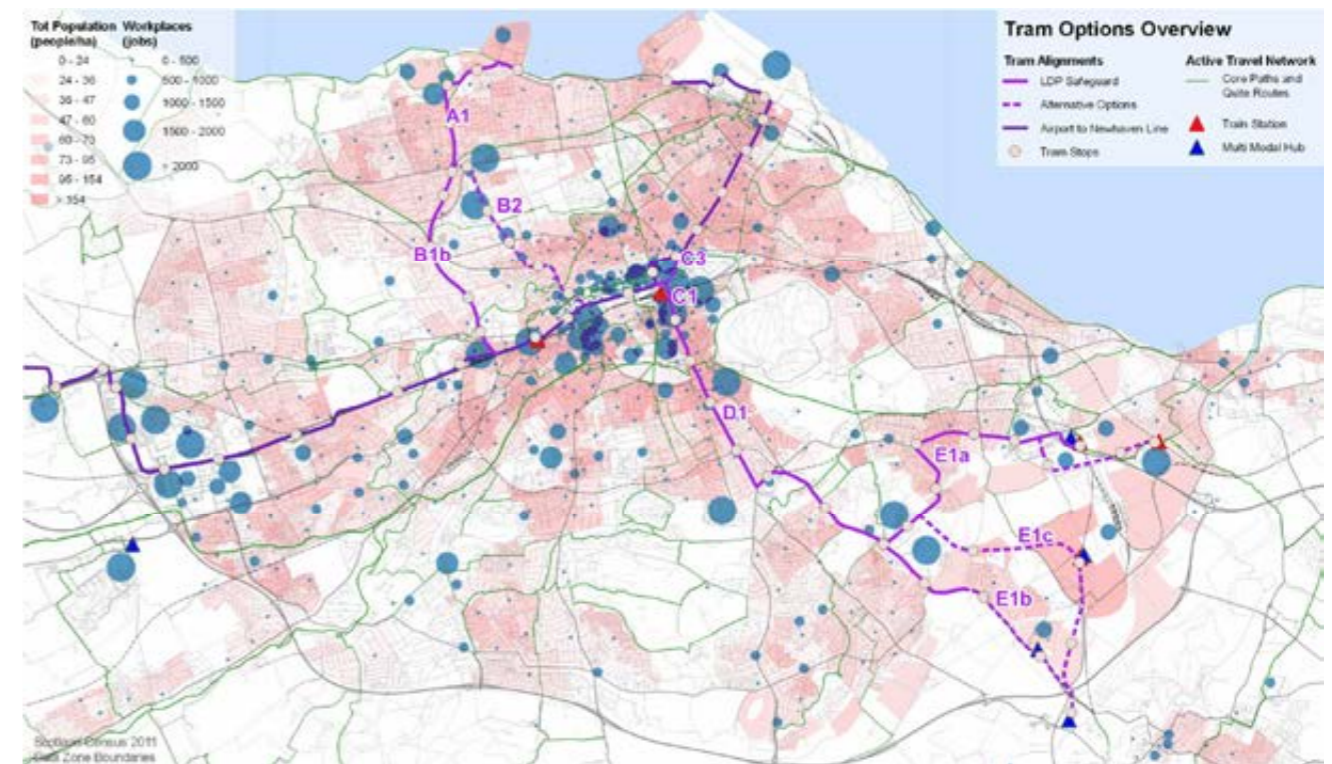 Tot Population Workplaces
(people/ha) (jobs)
0 - 24 0 - 500
24 - 36 500 - 1000
36 - 47 1000 - 1500
47 - 60 1500 - 2000
60 - 73 > 2000
73 - 95
95 - 154
> 154
Tram Options Overview
Tram Alignments Active Travel Network
LDP Safeguard Core Paths and
Quite Routes
Alternative Options
Airport to Newhaven Line Train Station
Tram Stops Multi Modal Hub
A1
B2
B1b
C3
C1
D1
E1a
E1c
E1b
Scotland Census 2011
Data Zone Boundaries